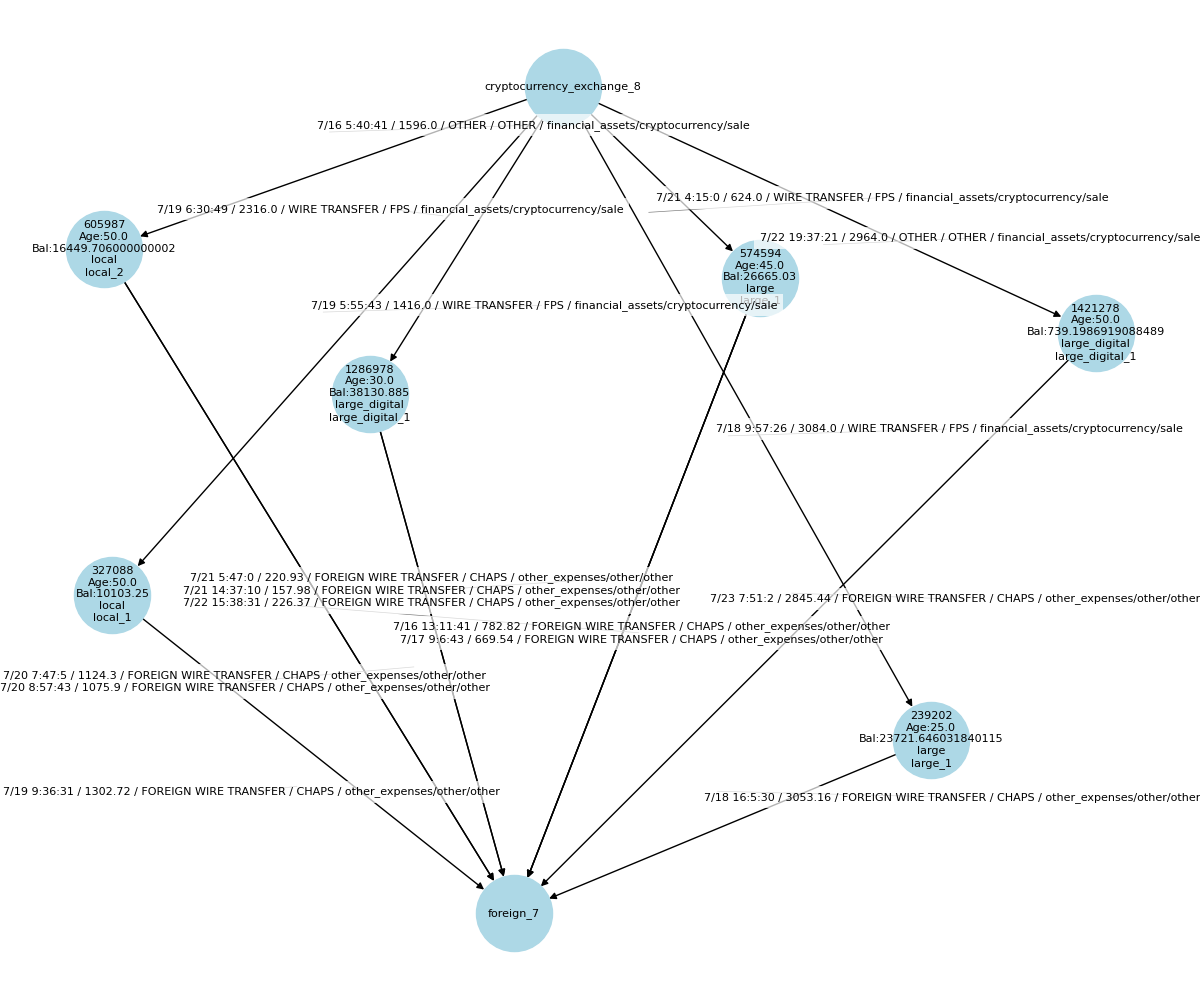 cryptocurrency_exchange_8
7/16 5:40:41 / 1596.0 / OTHER / OTHER / financial_assets/cryptocurrency/sale
7/21 4:15:0 / 624.0 / WIRE TRANSFER / FPS / financial_assets/cryptocurrency/sale
7/19 6:30:49 / 2316.0 / WIRE TRANSFER / FPS / financial_assets/cryptocurrency/sale
605987
Age:50.0
Bal:16449.706000000002
local
local_2
7/22 19:37:21 / 2964.0 / OTHER / OTHER / financial_assets/cryptocurrency/sale
574594
Age:45.0
Bal:26665.03
large
large_1
7/19 5:55:43 / 1416.0 / WIRE TRANSFER / FPS / financial_assets/cryptocurrency/sale
1421278
Age:50.0
Bal:739.1986919088489
large_digital
large_digital_1
1286978
Age:30.0
Bal:38130.885
large_digital
large_digital_1
7/18 9:57:26 / 3084.0 / WIRE TRANSFER / FPS / financial_assets/cryptocurrency/sale
327088
Age:50.0
Bal:10103.25
local
local_1
7/21 5:47:0 / 220.93 / FOREIGN WIRE TRANSFER / CHAPS / other_expenses/other/other
7/21 14:37:10 / 157.98 / FOREIGN WIRE TRANSFER / CHAPS / other_expenses/other/other
7/22 15:38:31 / 226.37 / FOREIGN WIRE TRANSFER / CHAPS / other_expenses/other/other
7/23 7:51:2 / 2845.44 / FOREIGN WIRE TRANSFER / CHAPS / other_expenses/other/other
7/16 13:11:41 / 782.82 / FOREIGN WIRE TRANSFER / CHAPS / other_expenses/other/other
7/17 9:6:43 / 669.54 / FOREIGN WIRE TRANSFER / CHAPS / other_expenses/other/other
7/20 7:47:5 / 1124.3 / FOREIGN WIRE TRANSFER / CHAPS / other_expenses/other/other
7/20 8:57:43 / 1075.9 / FOREIGN WIRE TRANSFER / CHAPS / other_expenses/other/other
239202
Age:25.0
Bal:23721.646031840115
large
large_1
7/19 9:36:31 / 1302.72 / FOREIGN WIRE TRANSFER / CHAPS / other_expenses/other/other
7/18 16:5:30 / 3053.16 / FOREIGN WIRE TRANSFER / CHAPS / other_expenses/other/other
foreign_7